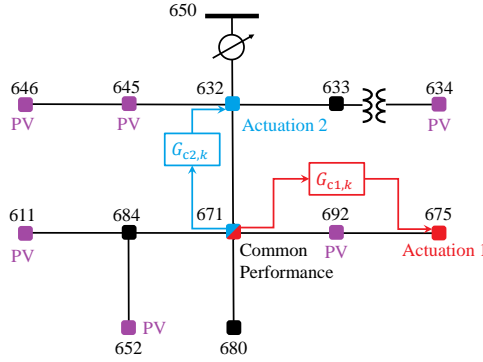 650
646
645
632
633
634
PV
PV
Actuation 2
PV
G_{c2,k}
G_{c1,k}
611
684
671
692
675
PV
Common
Performance
PV
Actuation 1
PV
652
680